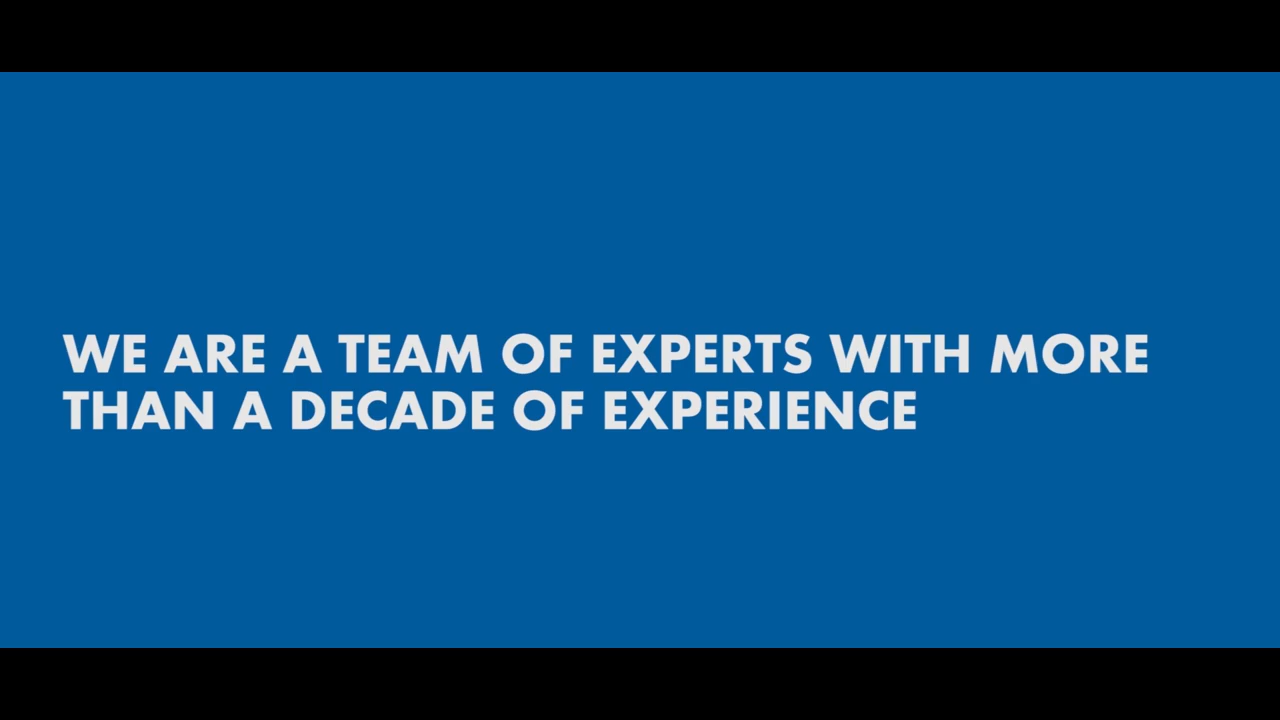 WE ARE A TEAM OF EXPERTS WITH MORE
THAN A DECADE OF EXPERIENCE